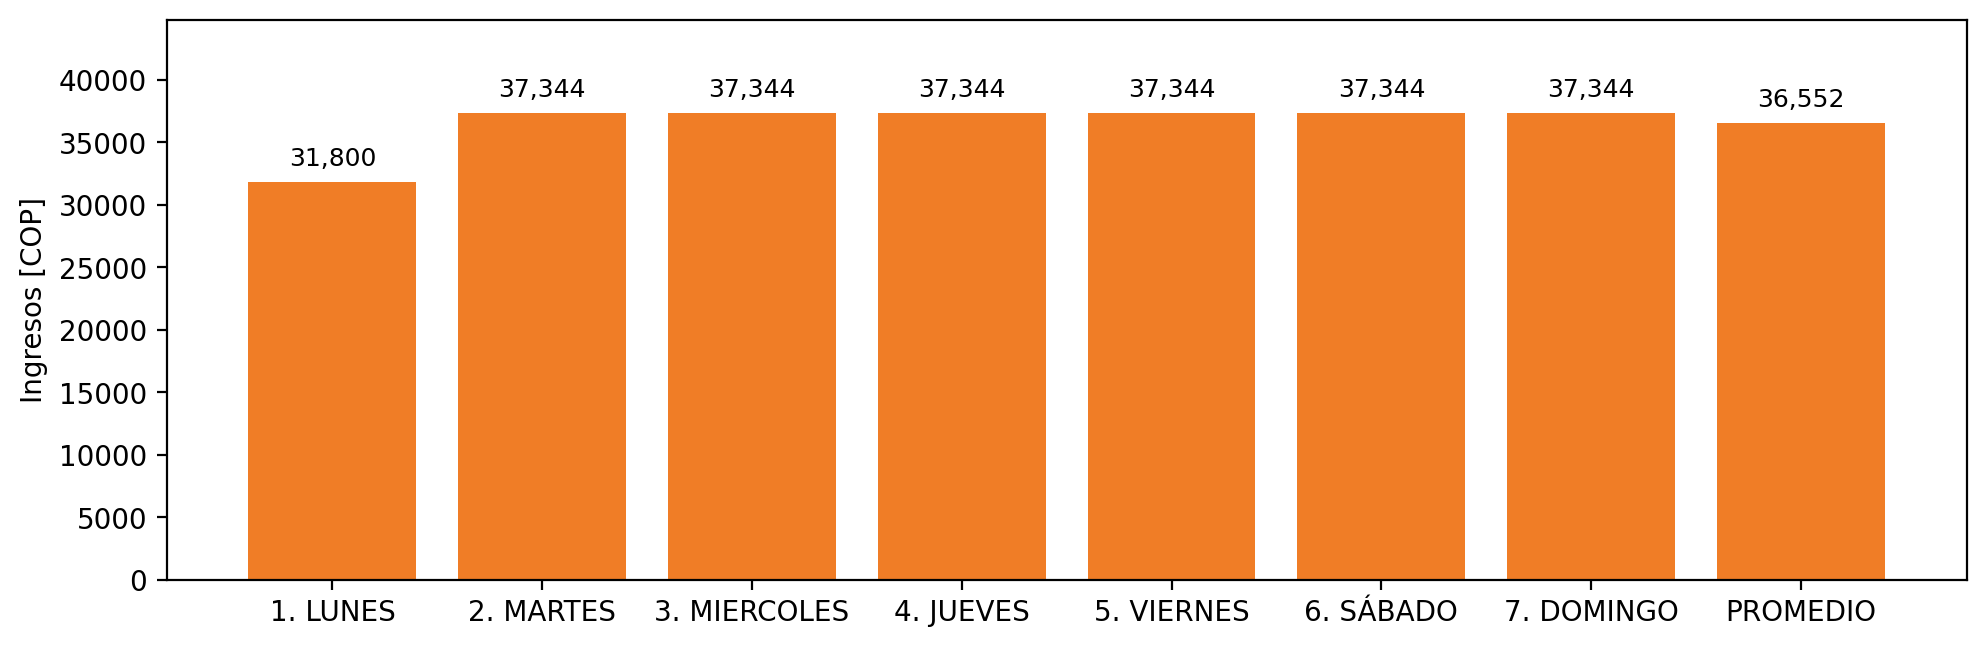 Ingresos [COP]
40000
35000
30000
25000
20000
15000
10000
5000
0
31,800
37,344
37,344
37,344
37,344
37,344
37,344
36,552
1. LUNES
2. MARTES
3. MIERCOLES
4. JUEVES
5. VIERNES
6. SÁBADO
7. DOMINGO
PROMEDIO